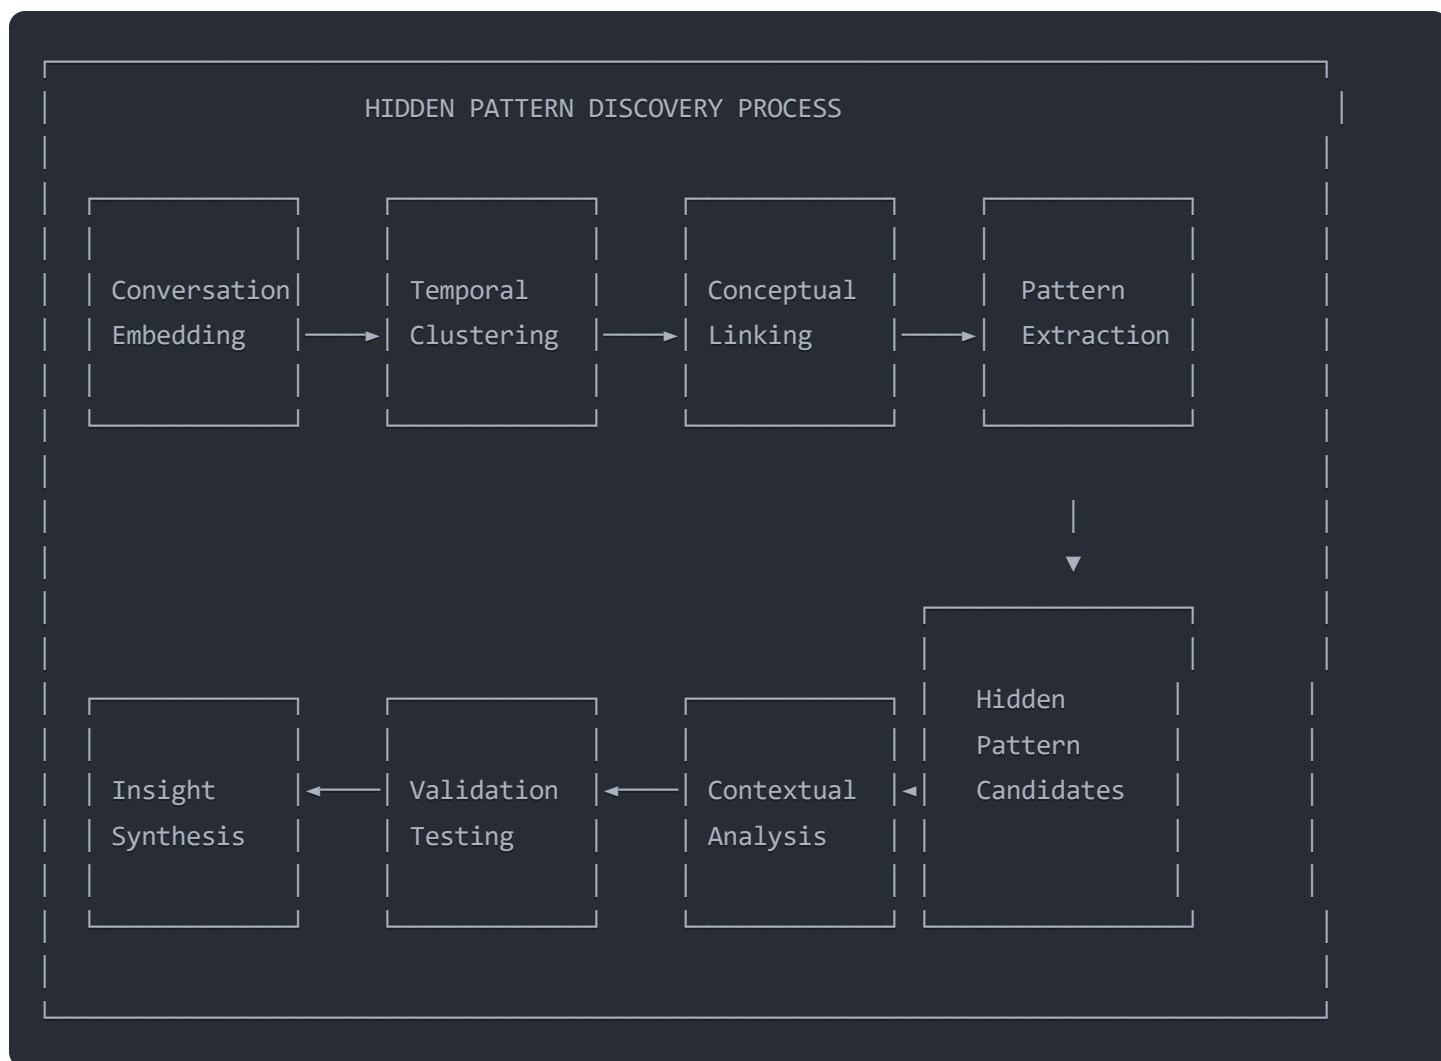 HIDDEN PATTERN DISCOVERY PROCESS
Conversation
Embedding
Temporal
Clustering
Conceptual
Linking
Pattern
Extraction
Hidden
Pattern
Candidates
Contextual
Analysis
Validation
Testing
Insight
Synthesis